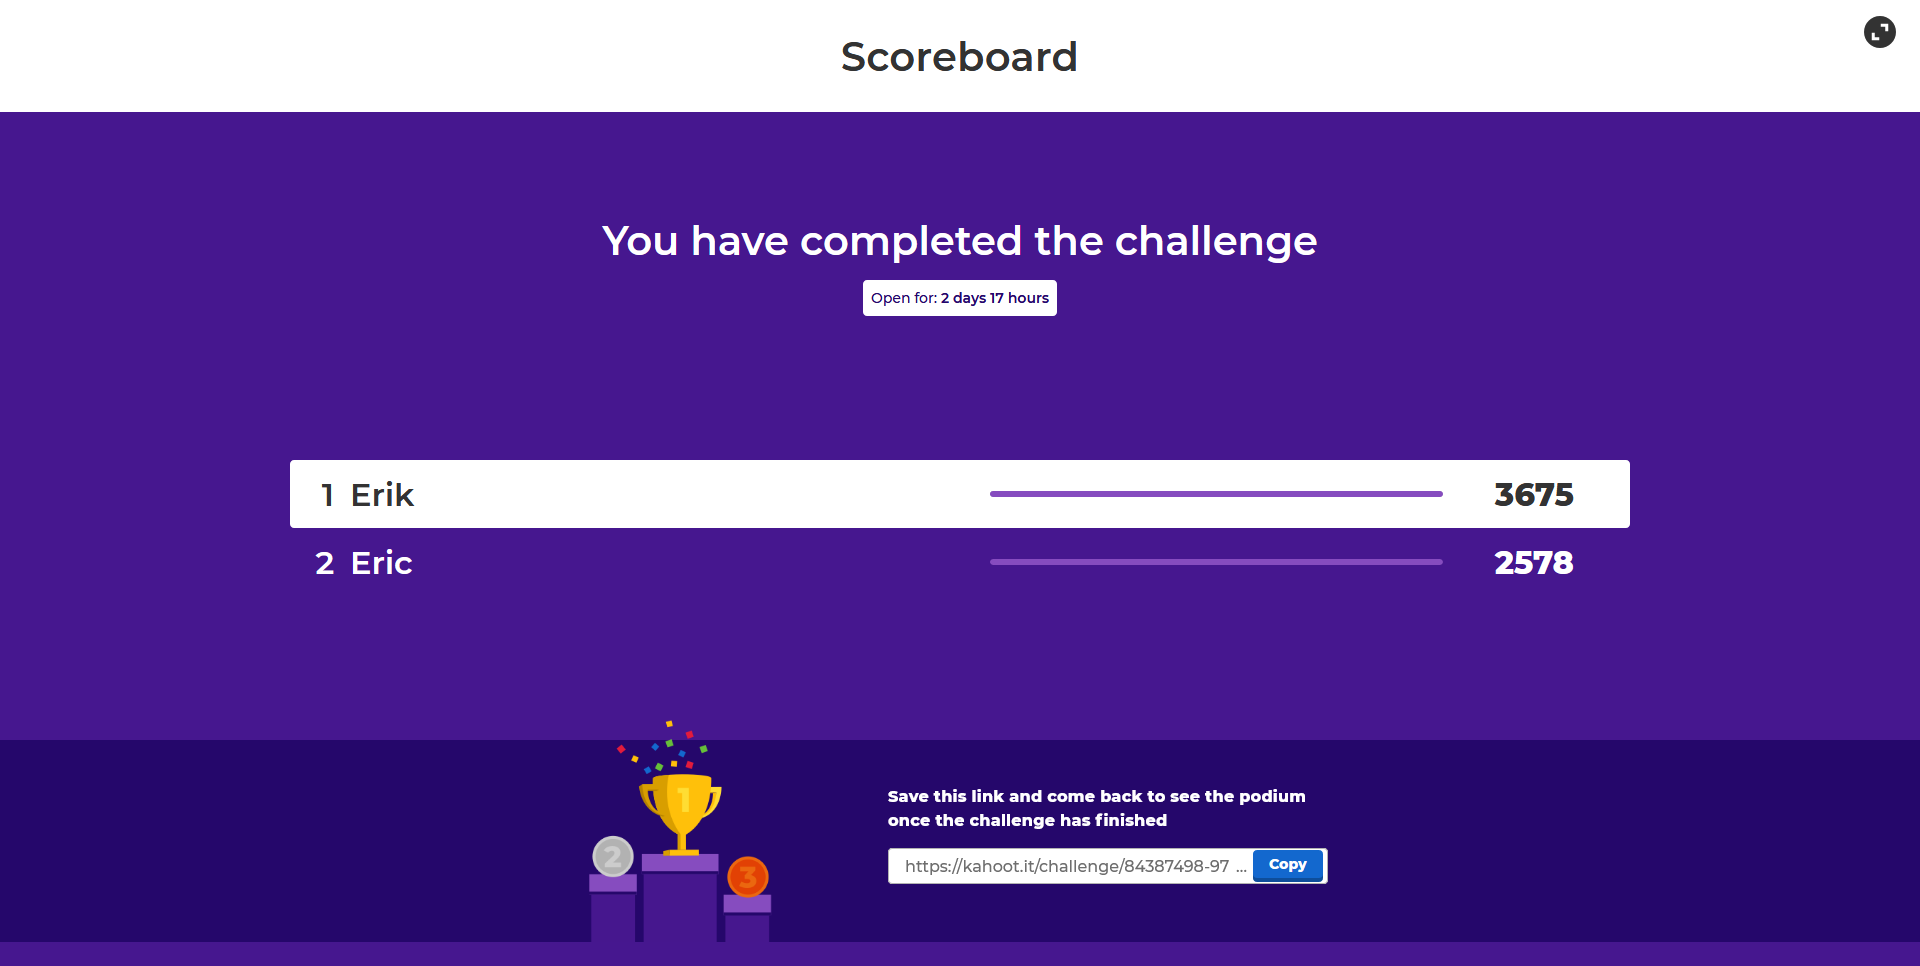 Scoreboard
You have completed the challenge
Open for: 2 days 17 hours
1 Erik 3675
2 Eric 2578
1
2
3
Save this link and come back to see the podium
once the challenge has finished
https://kahoot.it/challenge/84387498-97 ... Copy